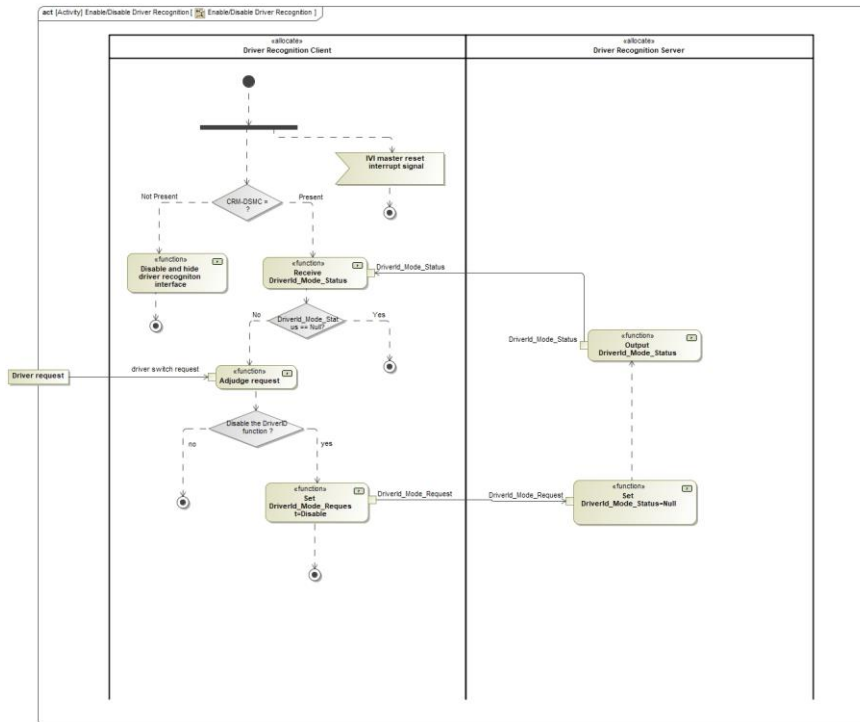 act [Activity] Enable/Disable Driver Recognition [ Enable/Disable Driver Recognition ]
«allocate»
Driver Recognition Client
«allocate»
Driver Recognition Server
IVI master reset
interrupt signal
CRM-DSMC =
?
Not Present
Present
«function»
Disable and hide
driver recogniton
interface
«function»
Receive
DriverId_Mode_Status
DriverId_Mode_Status
DriverId_Mode_Stat
us == Null?
No
Yes
DriverId_Mode_Status
«function»
Output
DriverId_Mode_Status
Driver request
driver switch request
«function»
Adjudge request
Disable the DriverID
function ?
no
yes
«function»
Set
DriverId_Mode_Reques
t=Disable
DriverId_Mode_Request
DriverId_Mode_Request
«function»
Set
DriverId_Mode_Status=Null